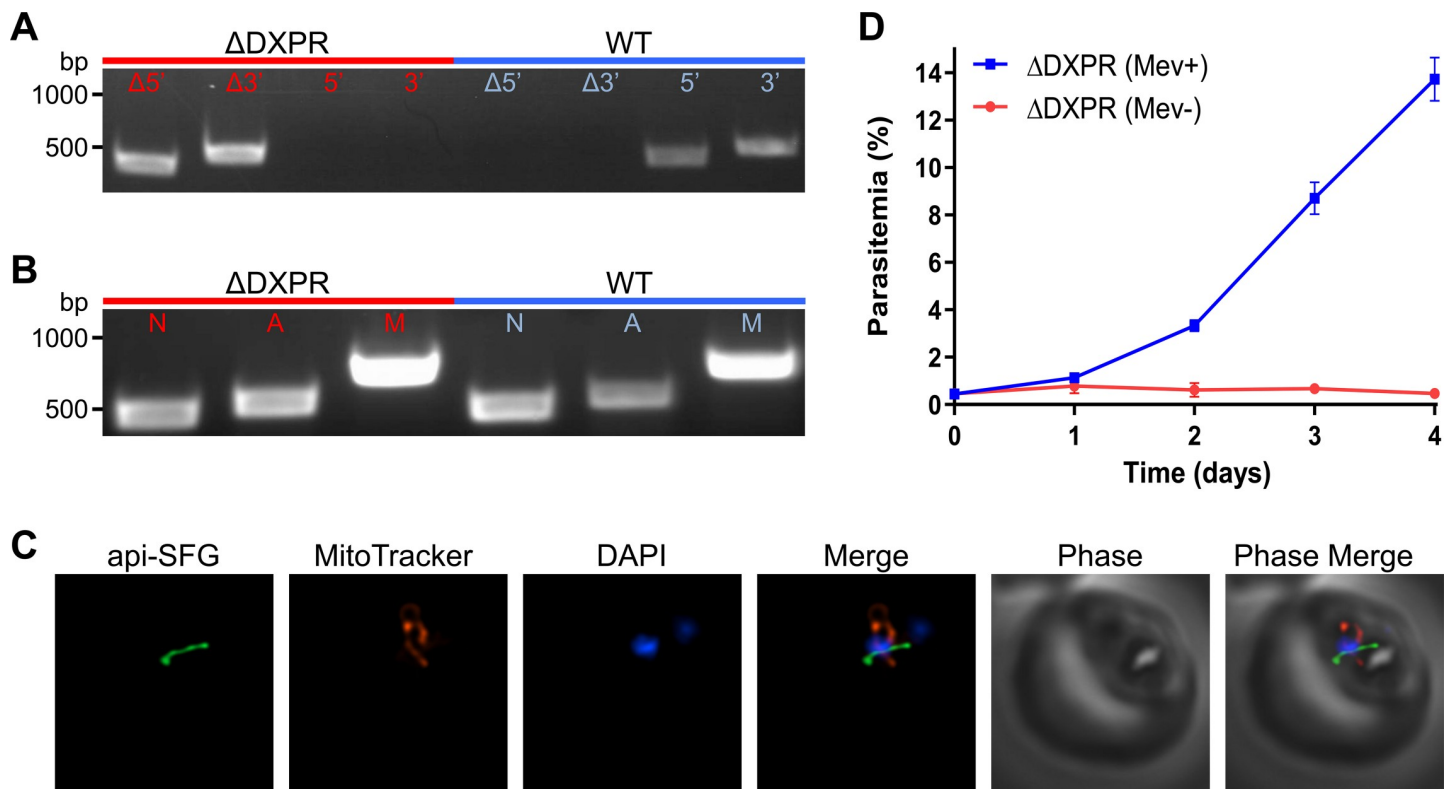 A
ΔDXPR WT
bp
Δ5’ Δ3’ 5’ 3’ Δ5’ Δ3’ 5’ 3’
1000
500
B
ΔDXPR WT
bp
N A M N A M
1000
500
D
ΔDXPR (Mev+)
ΔDXPR (Mev-)
Parasitemia (%)
14
12
10
8
6
4
2
0
0 1 2 3 4
Time (days)
C
api-SFG MitoTracker DAPI Merge Phase Phase Merge